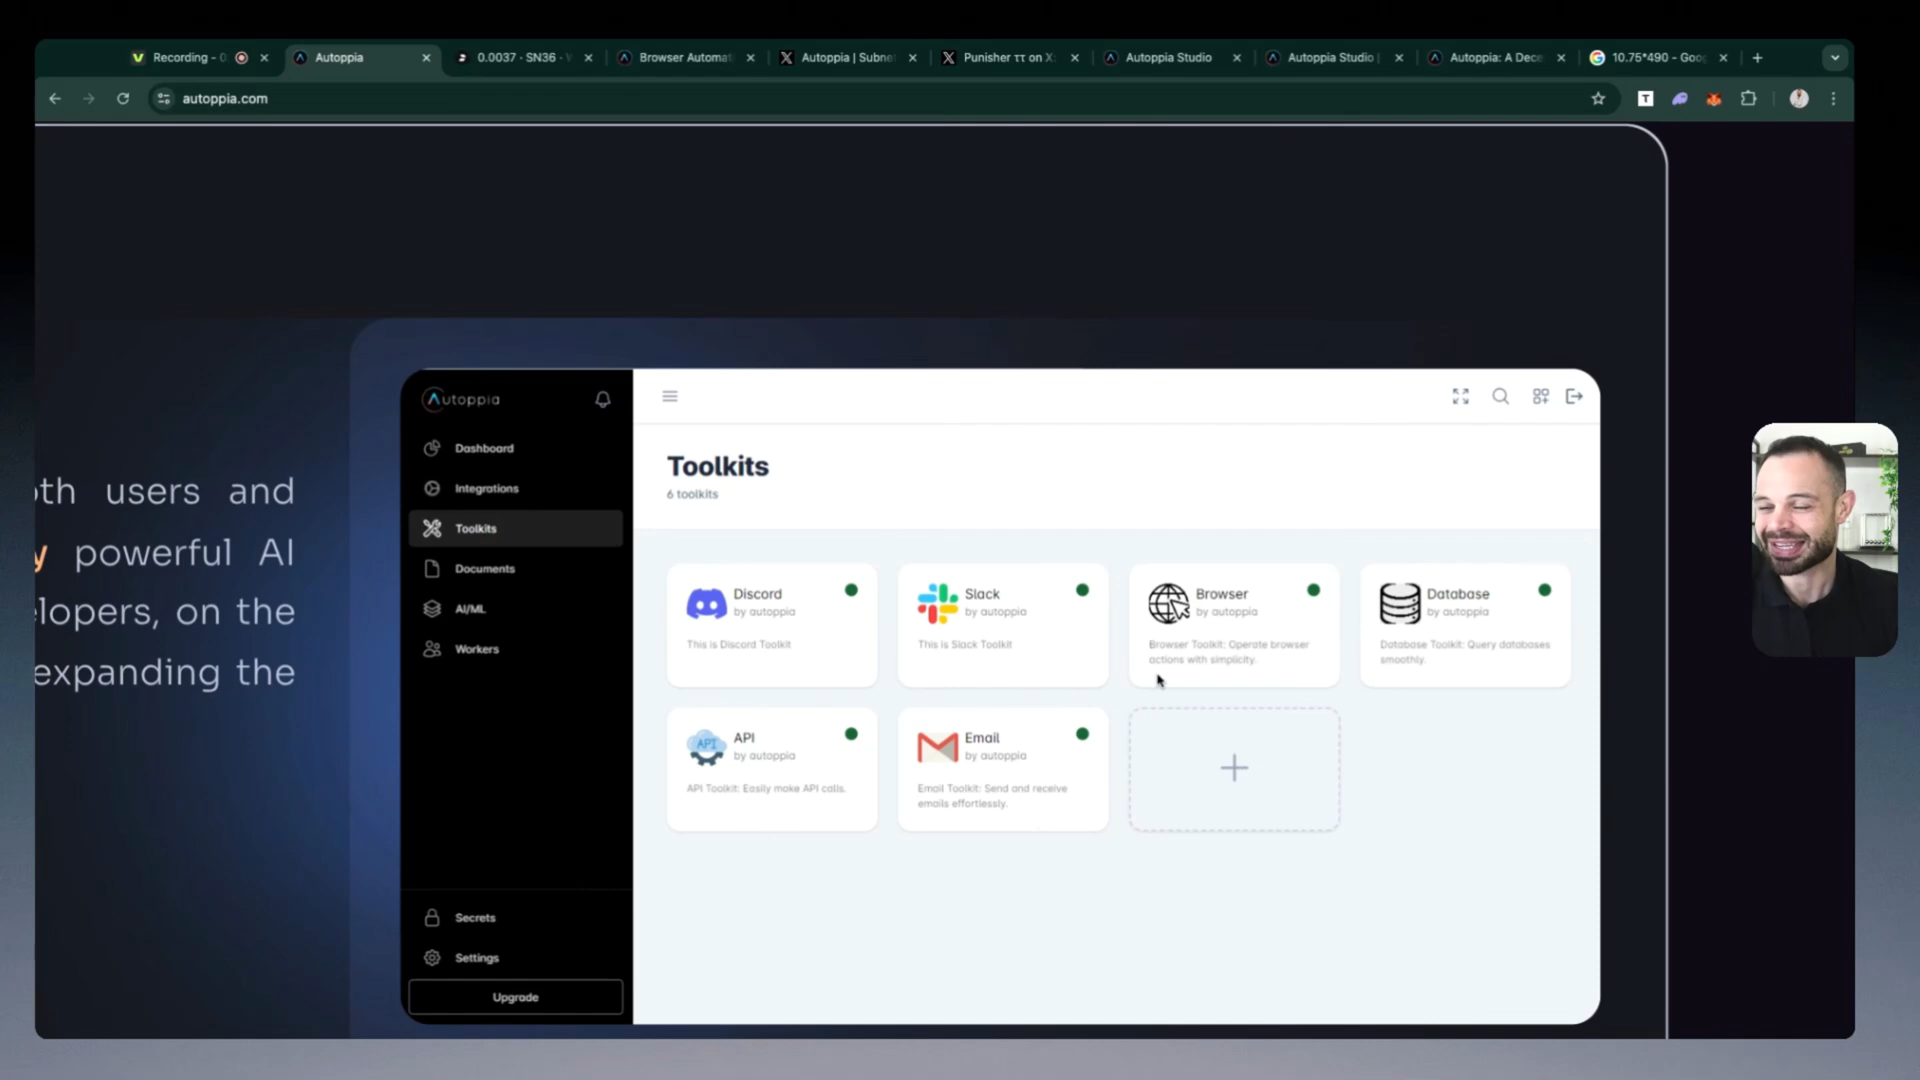 Recording - 0
Autoppia
0.0037 · SN36 ·
Browser Automat
Autoppia | Subne
Punisher ττ on X:
Autoppia Studio
Autoppia Studio |
Autoppia: A Dece
10.75*490 - Goog
autoppia.com
oth users and
y powerful AI
elopers, on the
expanding the
Autoppia
Dashboard
Integrations
Toolkits
Documents
AI/ML
Workers
Secrets
Settings
Upgrade
Toolkits
6 toolkits
Discord
by autoppia
This is Discord Toolkit
Slack
by autoppia
This is Slack Toolkit
Browser
by autoppia
Browser Toolkit: Operate browser
actions with simplicity.
Database
by autoppia
Database Toolkit: Query databases
smoothly.
API
API
by autoppia
API Toolkit: Easily make API calls.
Email
by autoppia
Email Toolkit: Send and receive
emails effortlessly.